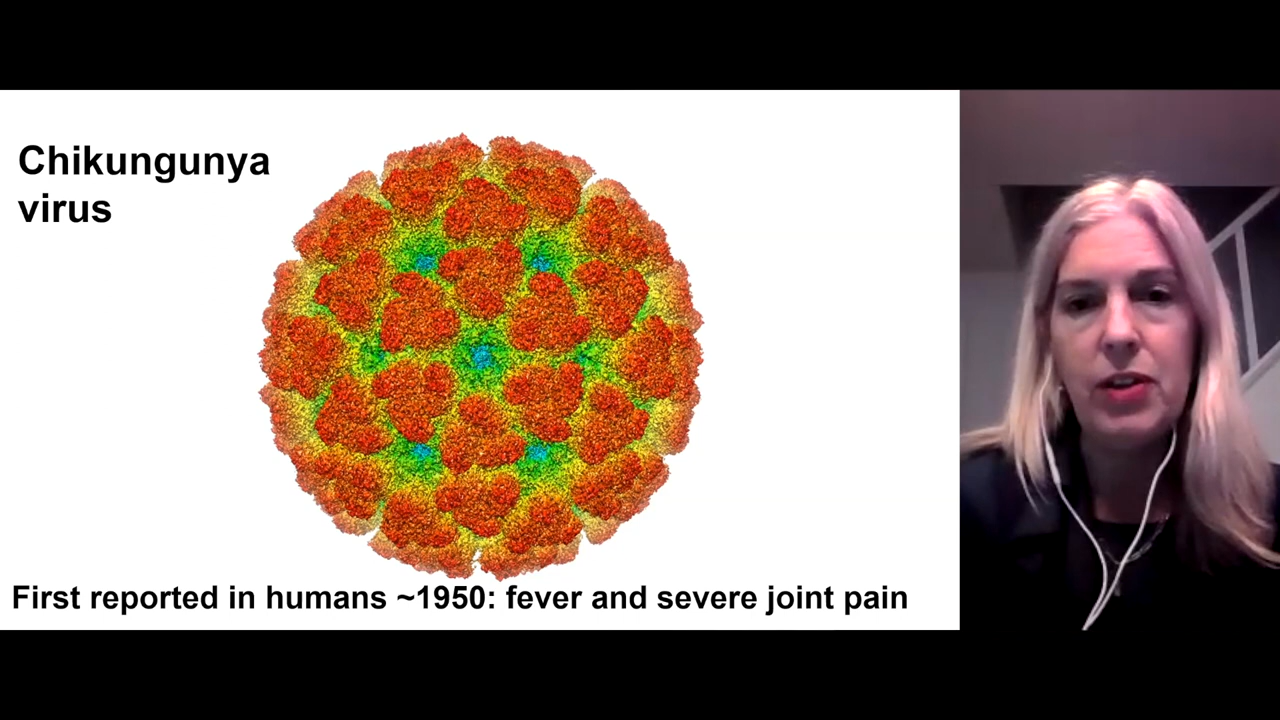 Chikungunya
virus
First reported in humans ~1950: fever and severe joint pain